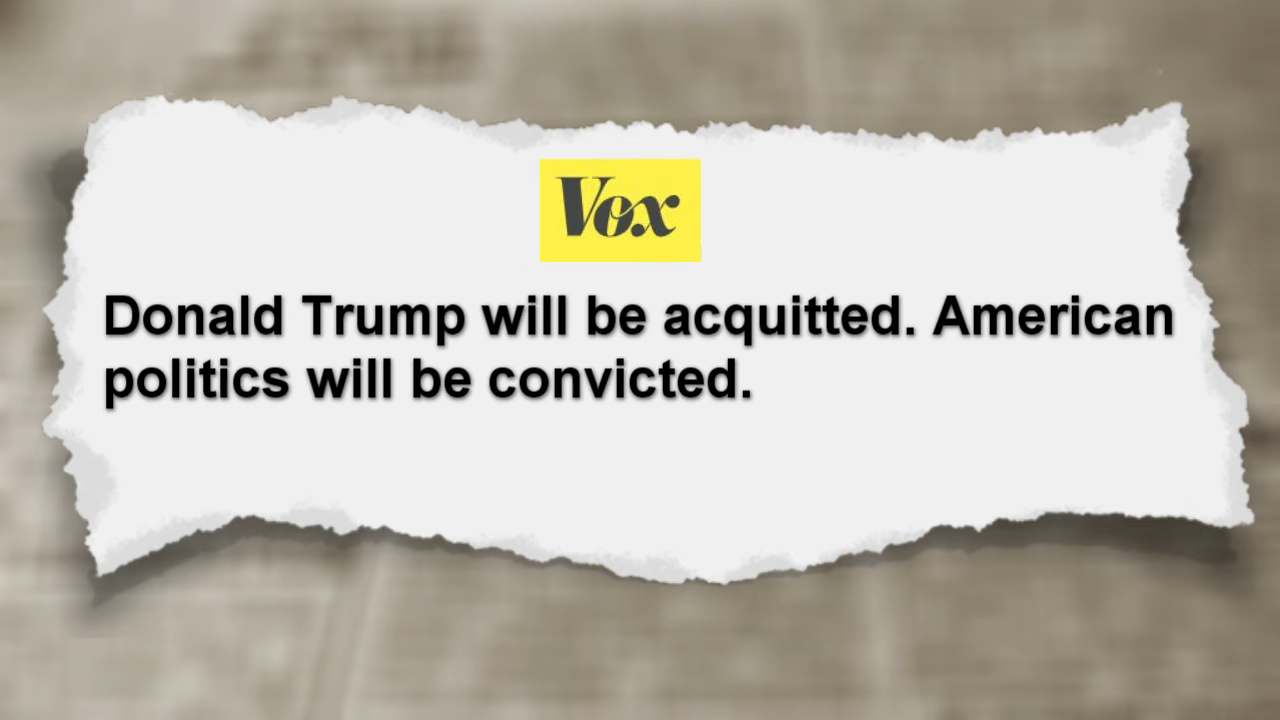 Vox
Donald Trump will be acquitted. American
politics will be convicted.